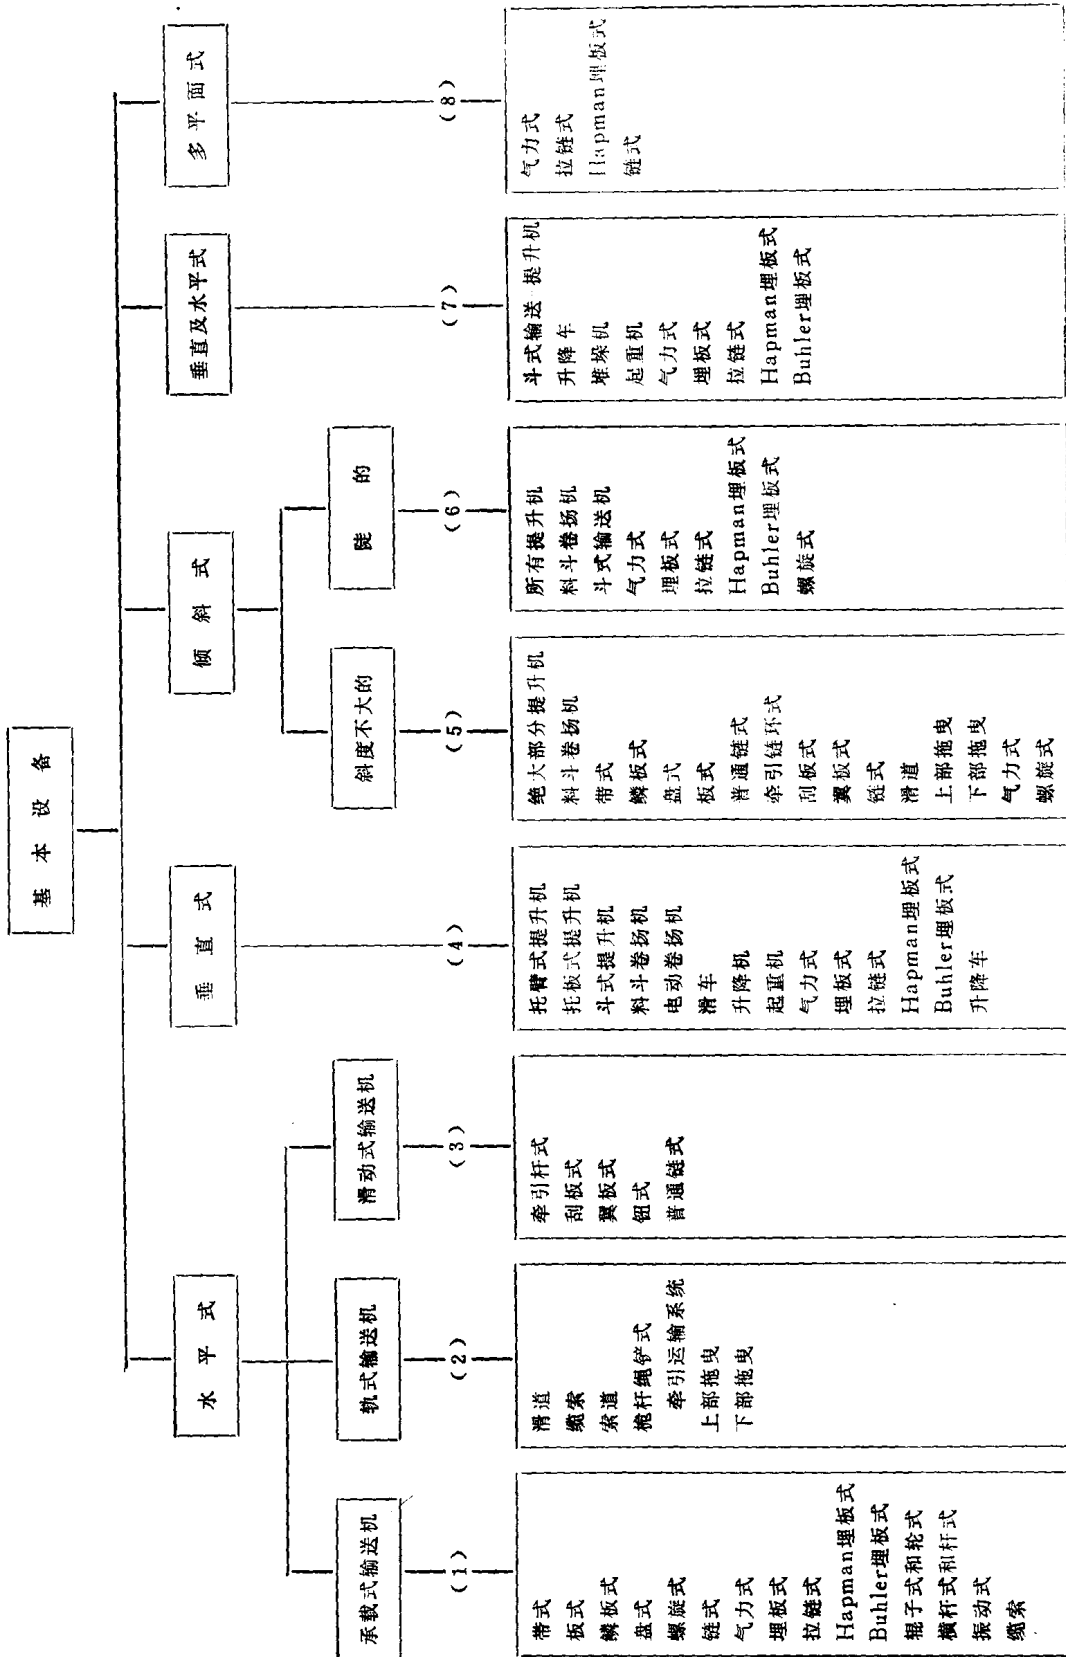 基本设备
水平式
垂直式
倾斜式
垂直及水平式
多平面式
承载式输送机
轨式输送机
滑动式输送机
斜度不大的
陡的
(1)
带式
板式
鳞板式
盘式
螺旋式
链式
气力式
埋板式
拉链式
Hapman埋板式
Buhler埋板式
辊子式和轮式
横杆式和杆式
振动式
缆索
(2)
滑道
缆索
索道
桅杆绳铲式
牵引运输系统
上部拖曳
下部拖曳
(3)
牵引杆式
刮板式
翼板式
钮式
普通链式
(4)
托臂式提升机
托板式提升机
斗式提升机
料斗卷扬机
电动卷扬机
滑车
升降机
起重机
气力式
埋板式
拉链式
Hapman埋板式
Buhler埋板式
升降车
(5)
绝大部分提升机
料斗卷扬机
带式
鳞板式
盘式
板式
普通链式
牵引链环式
刮板式
翼板式
链式
滑道
上部拖曳
下部拖曳
气力式
螺旋式
(6)
所有提升机
料斗卷扬机
斗式输送机
气力式
埋板式
拉链式
Hapman埋板式
Buhler埋板式
螺旋式
(7)
斗式输送-提升机
升降车
堆垛机
起重机
气力式
埋板式
拉链式
Hapman埋板式
Buhler埋板式
(8)
气力式
拉链式
Hapman埋板式
链式